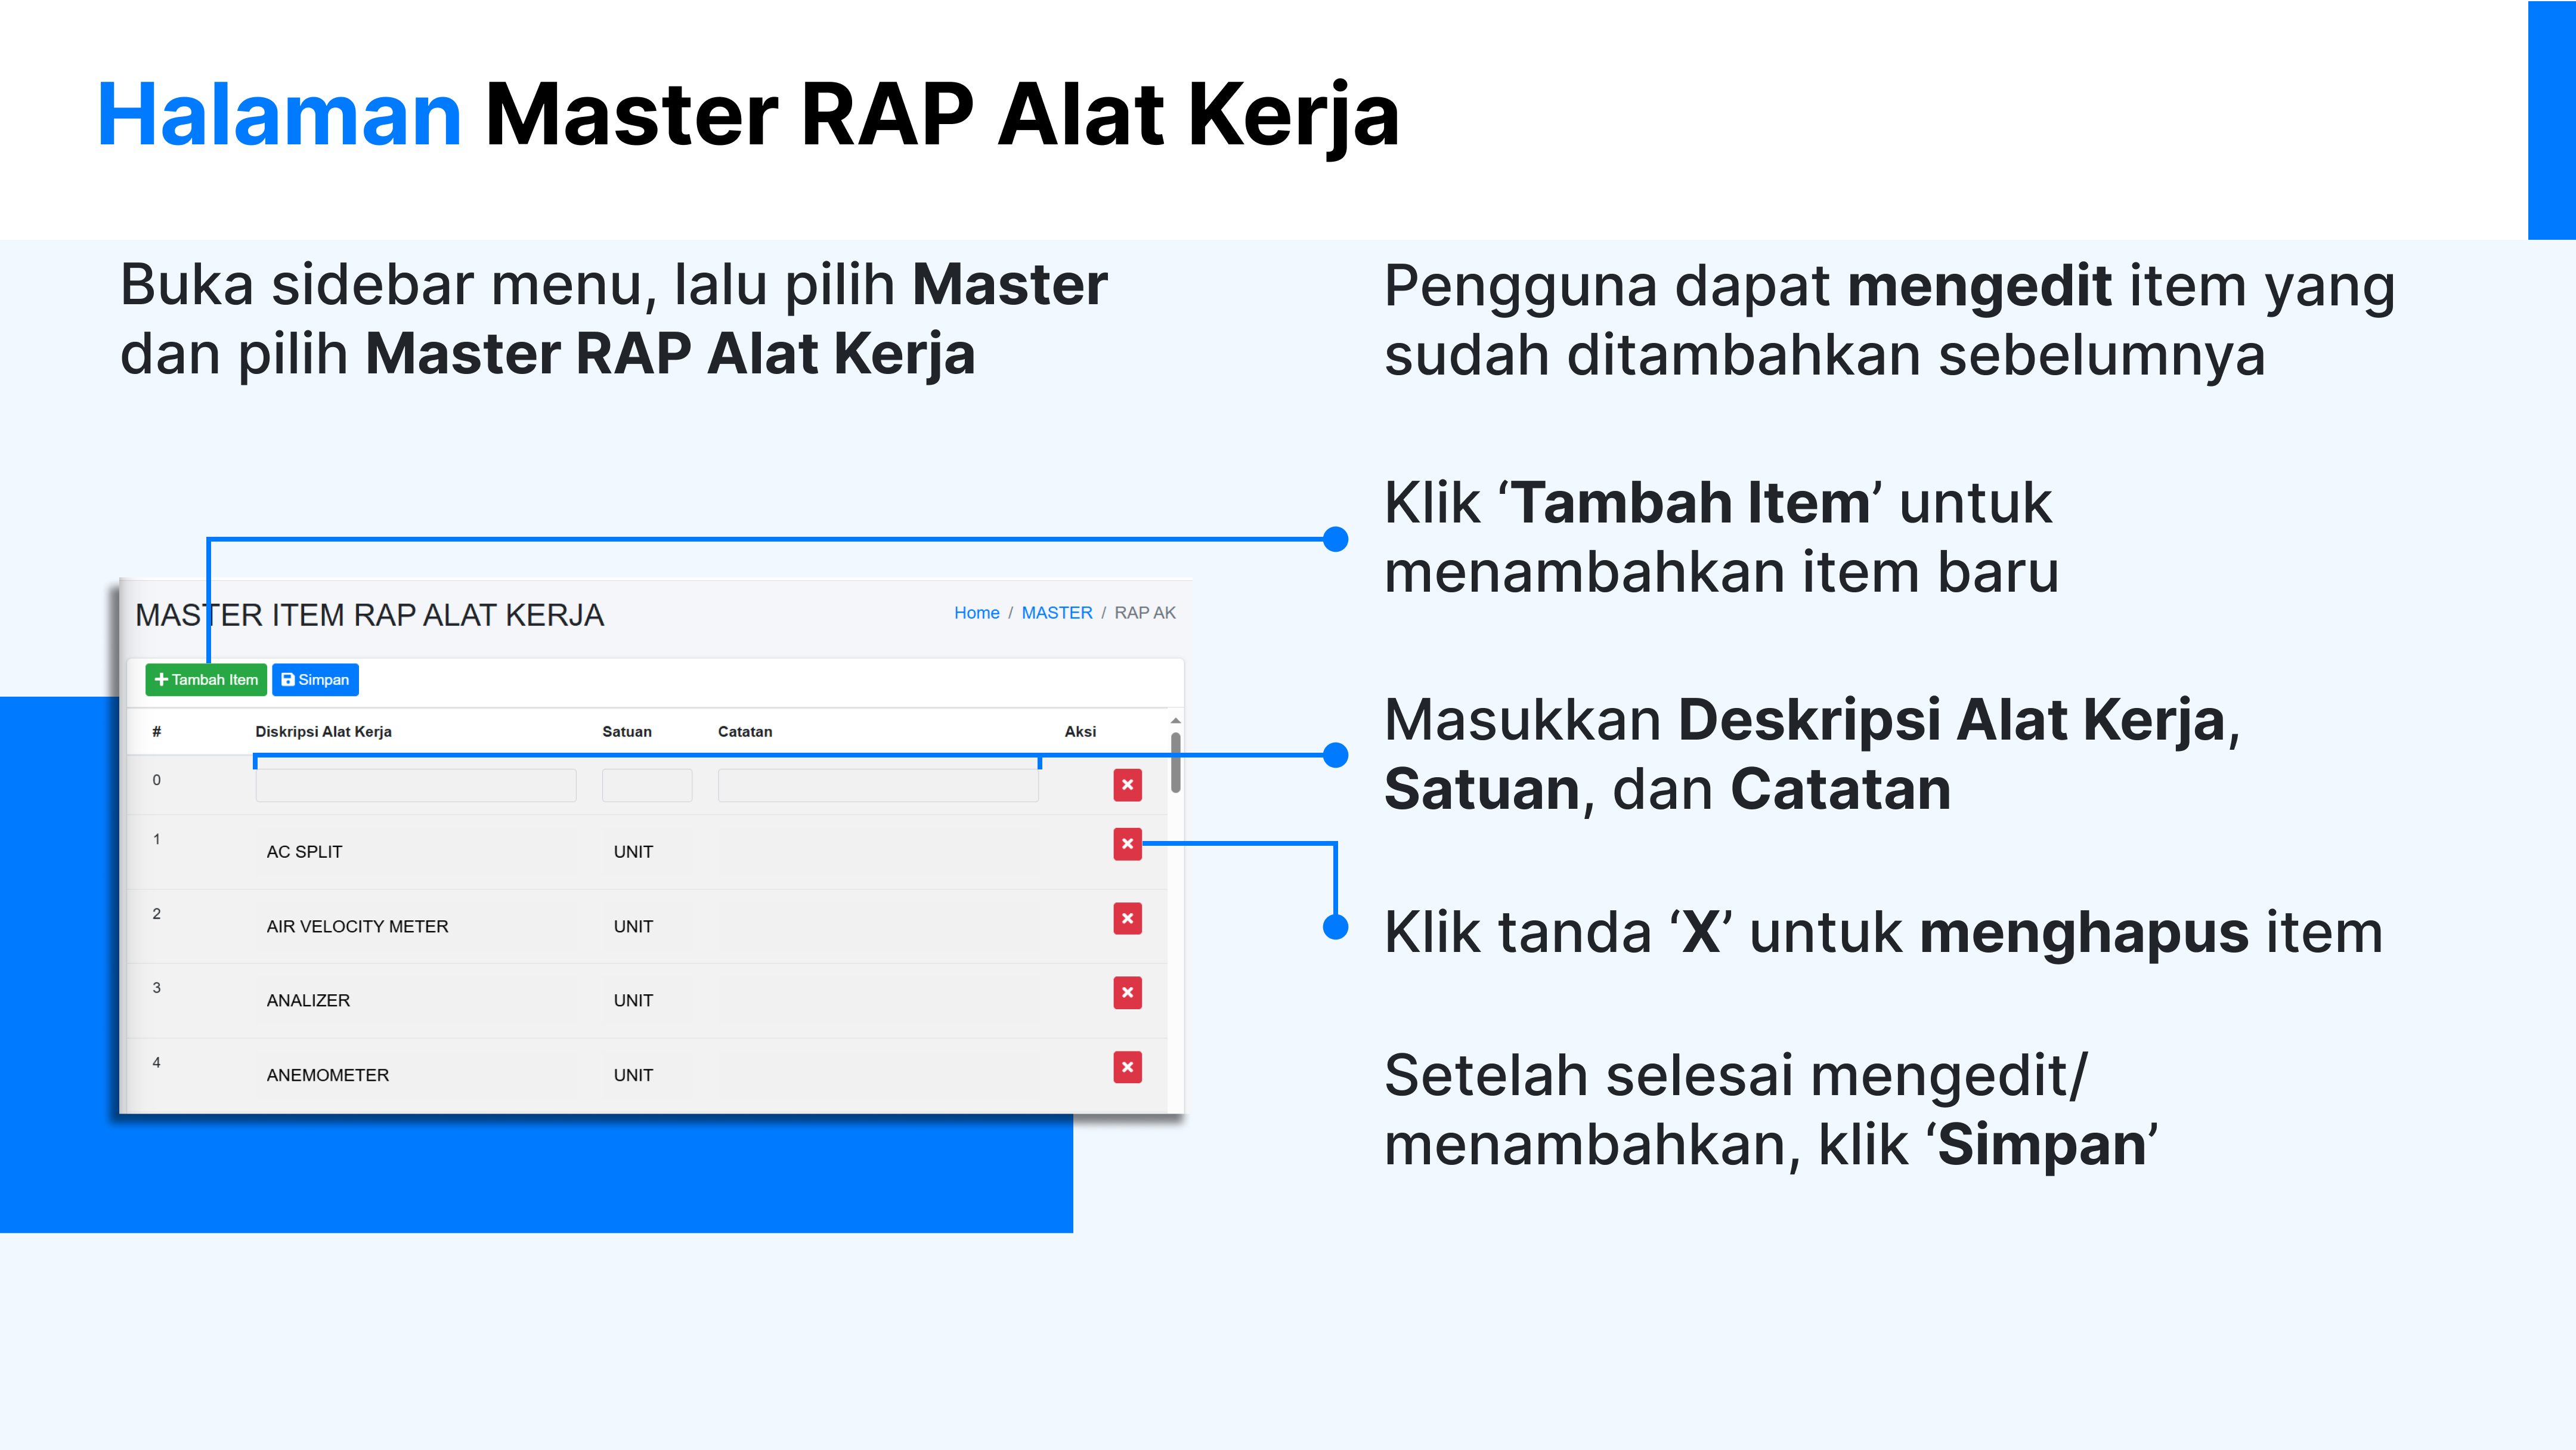 Halaman Master RAP Alat Kerja
Buka sidebar menu, lalu pilih Master
dan pilih Master RAP Alat Kerja
MASTER ITEM RAP ALAT KERJA
Home / MASTER / RAP AK
Tambah Item Simpan
# Diskripsi Alat Kerja Satuan Catatan Aksi
0
1 AC SPLIT UNIT
2 AIR VELOCITY METER UNIT
3 ANALIZER UNIT
4 ANEMOMETER UNIT
Pengguna dapat mengedit item yang
sudah ditambahkan sebelumnya
Klik ‘Tambah Item’ untuk
menambahkan item baru
Masukkan Deskripsi Alat Kerja,
Satuan, dan Catatan
Klik tanda ‘X’ untuk menghapus item
Setelah selesai mengedit/
menambahkan, klik ‘Simpan’